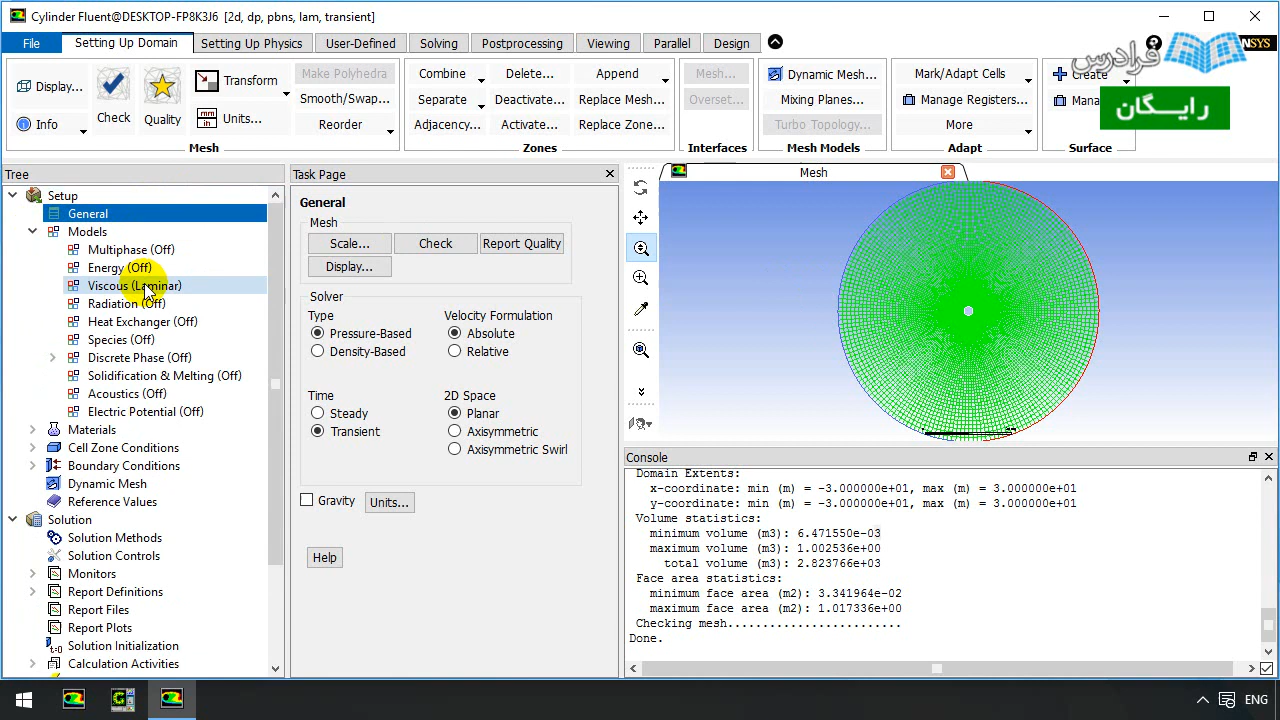 Cylinder Fluent@DESKTOP-FP8K3J6 [2d, dp, pbns, lam, transient]
File
Setting Up Domain
Setting Up Physics
User-Defined
Solving
Postprocessing
Viewing
Parallel
Design
NSYS
فرادرس
رایگان
Display...
Info
Check
Quality
Transform
Units...
Make Polyhedra
Smooth/Swap...
Reorder
Mesh
Combine
Separate
Adjacency...
Delete...
Deactivate...
Activate...
Append
Replace Mesh...
Replace Zone...
Zones
Mesh...
Overset...
Interfaces
Dynamic Mesh...
Mixing Planes...
Turbo Topology...
Mesh Models
Mark/Adapt Cells
Manage Registers...
More
Adapt
Create
Mana
Surface
Tree
Setup
General
Models
Multiphase (Off)
Energy (Off)
Viscous (Laminar)
Radiation (Off)
Heat Exchanger (Off)
Species (Off)
Discrete Phase (Off)
Solidification & Melting (Off)
Acoustics (Off)
Electric Potential (Off)
Materials
Cell Zone Conditions
Boundary Conditions
Dynamic Mesh
Reference Values
Solution
Solution Methods
Solution Controls
Monitors
Report Definitions
Report Files
Report Plots
Solution Initialization
Calculation Activities
Task Page
General
Mesh
Scale...
Check
Report Quality
Display...
Solver
Type
Velocity Formulation
Pressure-Based
Absolute
Density-Based
Relative
Time
2D Space
Steady
Planar
Transient
Axisymmetric
Axisymmetric Swirl
Gravity
Units...
Help
Mesh
Console
Domain Extents:
x-coordinate: min (m) = -3.000000e+01, max (m) = 3.000000e+01
y-coordinate: min (m) = -3.000000e+01, max (m) = 3.000000e+01
Volume statistics:
minimum volume (m3): 6.471550e-03
maximum volume (m3): 1.002536e+00
total volume (m3): 2.823766e+03
Face area statistics:
minimum face area (m2): 3.341964e-02
maximum face area (m2): 1.017336e+00
Checking mesh.........................
Done.
ENG